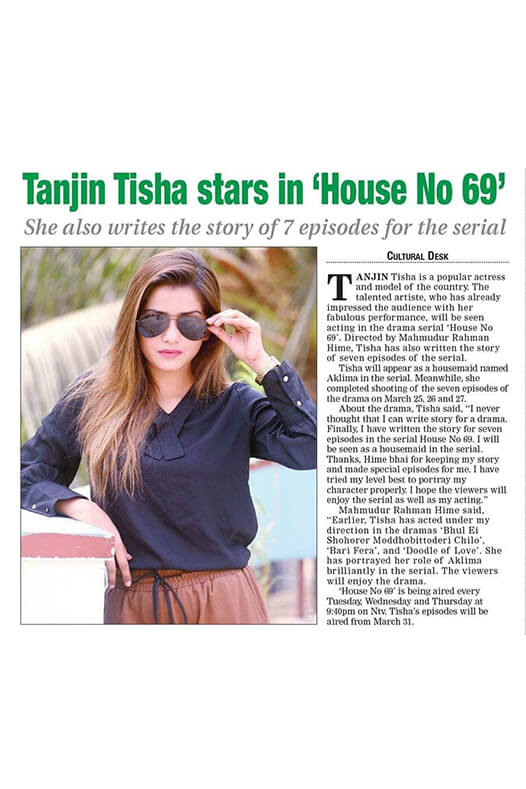 Tanjin Tisha stars in ‘House No 69’
She also writes the story of 7 episodes for the serial
Cultural Desk
TANJIN Tisha is a popular actress
and model of the country. The
talented artiste, who has already
impressed the audience with her
fabulous performance, will be seen
acting in the drama serial ‘House No
69’. Directed by Mahmudur Rahman
Hime, Tisha has also written the story
of seven episodes of the serial.
Tisha will appear as a housemaid named
Aklima in the serial. Meanwhile, she
completed shooting of the seven episodes of
the drama on March 25, 26 and 27.
About the drama, Tisha said, “I never
thought that I can write story for a drama.
Finally, I have written the story for seven
episodes in the serial House No 69. I will
be seen as a housemaid in the serial.
Thanks, Hime bhai for keeping my story
and made special episodes for me. I have
tried my level best to portray my
character properly. I hope the viewers will
enjoy the serial as well as my acting.”
Mahmudur Rahman Hime said,
“Earlier, Tisha has acted under my
direction in the dramas ‘Bhul Ei
Shohorer Moddhobittoderi Chilo’,
‘Bari Fera’, and ‘Doodle of Love’. She
has portrayed her role of Aklima
brilliantly in the serial. The viewers
will enjoy the drama.
‘House No 69’ is being aired every
Tuesday, Wednesday and Thursday at
9:40pm on Ntv. Tisha’s episodes will be
aired from March 31.